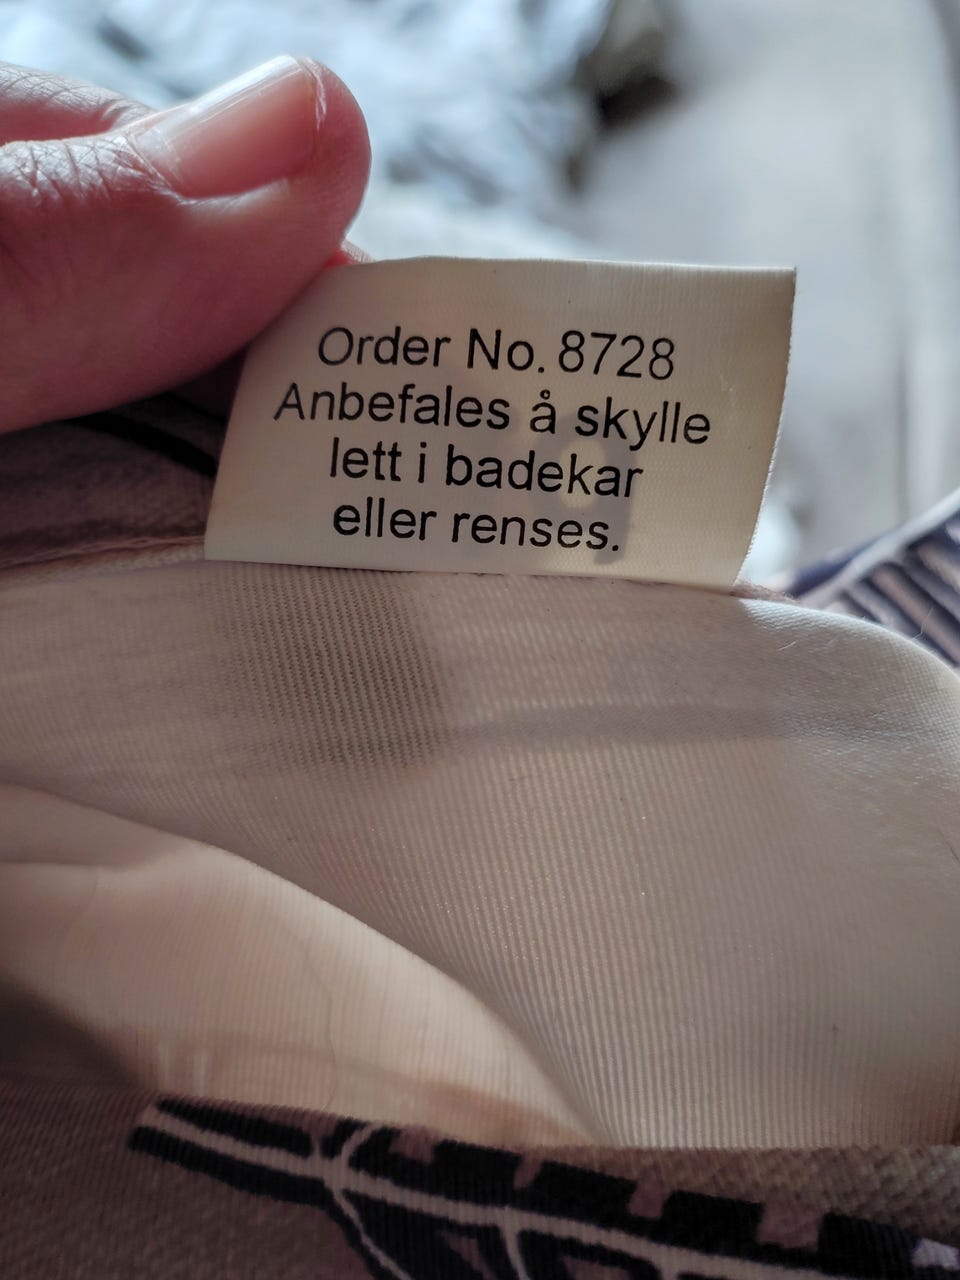 Order No. 8728
Anbefales å skylle
lett i badekar
eller renses.